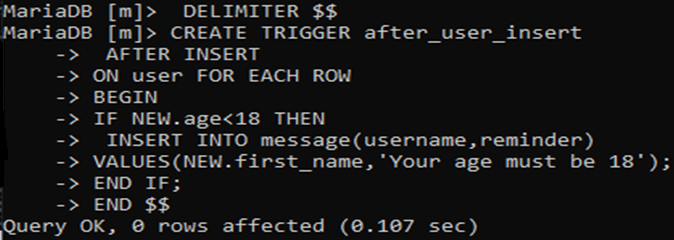 MariaDB [m]>  DELIMITER $$
MariaDB [m]> CREATE TRIGGER after_user_insert
    ->  AFTER INSERT
    -> ON user FOR EACH ROW
    -> BEGIN
    -> IF NEW.age<18 THEN
    ->  INSERT INTO message(username,reminder)
    -> VALUES(NEW.first_name,'Your age must be 18');
    -> END IF;
    -> END $$
Query OK, 0 rows affected (0.107 sec)